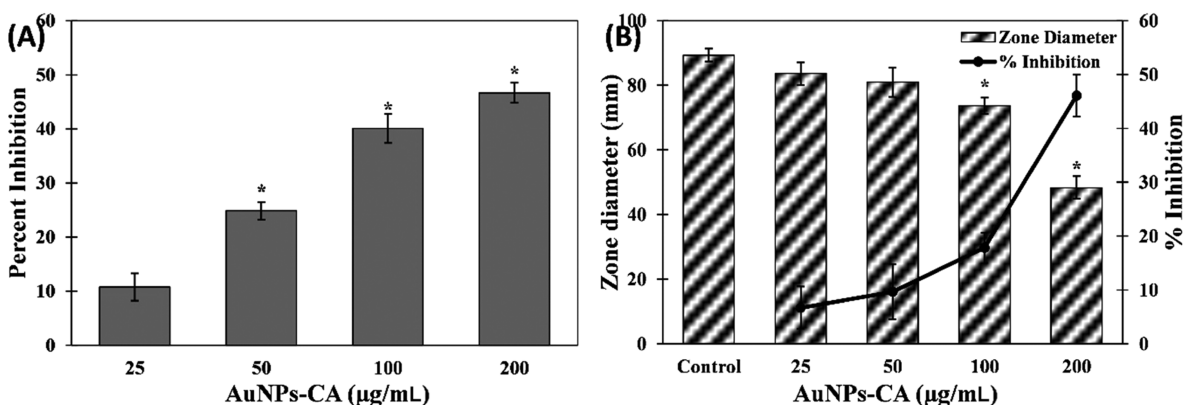 (A)
Percent Inhibition
60
50
40
30
20
10
0
*
*
*
25 50 100 200
AuNPs-CA (µg/mL)
(B)
Zone diameter (mm)
100
80
60
40
20
0
Zone Diameter
% Inhibition
*
*
60
50
40
30
20
10
0
% Inhibition
Control 25 50 100 200
AuNPs-CA (µg/mL)